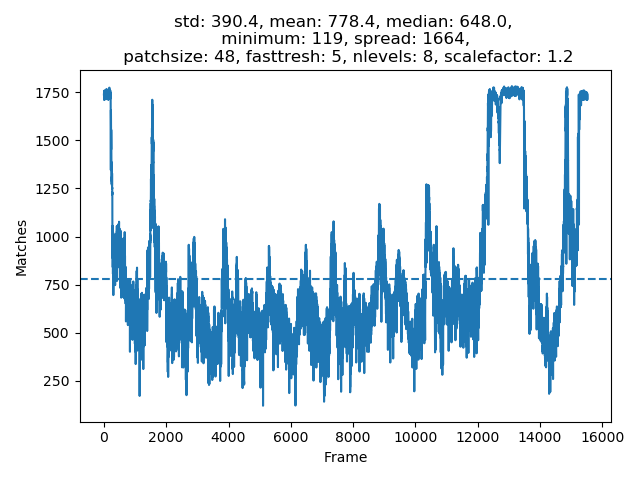 std: 390.4, mean: 778.4, median: 648.0,
minimum: 119, spread: 1664,
patchsize: 48, fasttresh: 5, nlevels: 8, scalefactor: 1.2
1750
1500
1250
1000
750
500
250
Matches
0 2000 4000 6000 8000 10000 12000 14000 16000
Frame